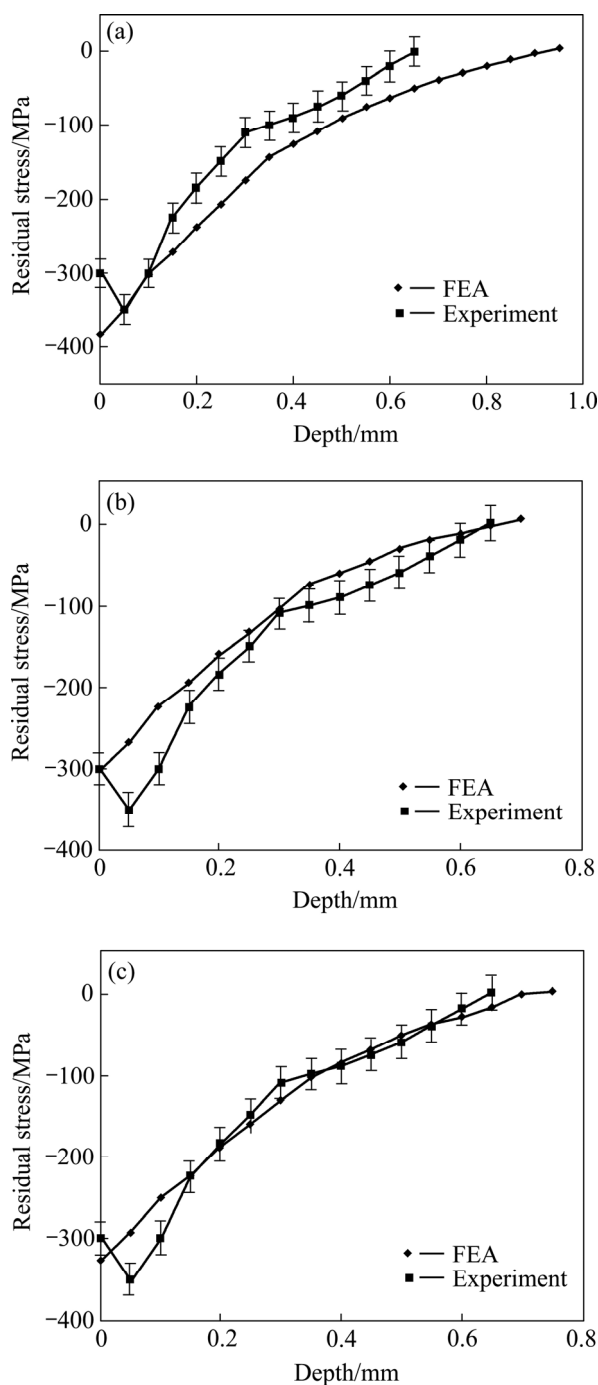 (a)
0
−100
−200
−300
−400
Residual stress/MPa
FEA
Experiment
0 0.2 0.4 0.6 0.8 1.0
Depth/mm
(b)
0
−100
−200
−300
−400
Residual stress/MPa
FEA
Experiment
0 0.2 0.4 0.6 0.8
Depth/mm
(c)
0
−100
−200
−300
−400
Residual stress/MPa
FEA
Experiment
0 0.2 0.4 0.6 0.8
Depth/mm